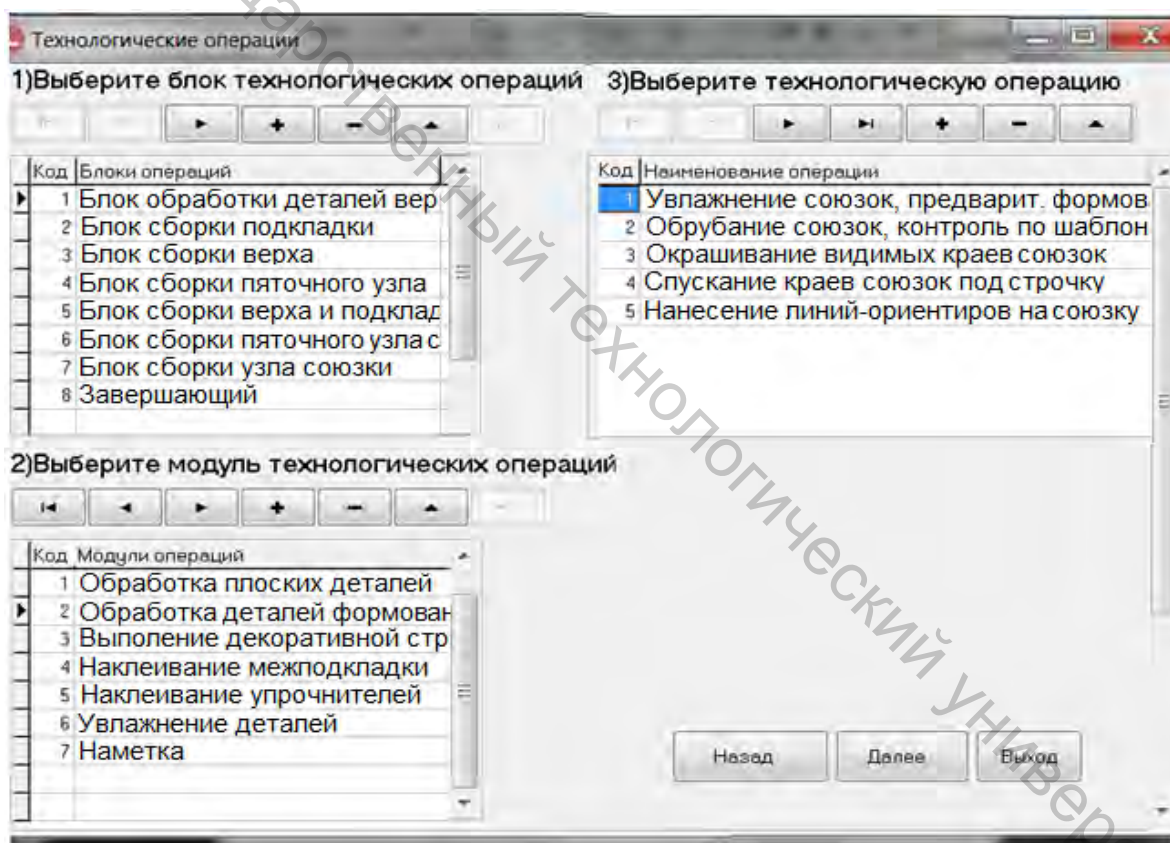 Технологические операции
1)Выберите блок технологических операций
Код Блоки операций
1 Блок обработки деталей вер
2 Блок сборки подкладки
3 Блок сборки верха
4 Блок сборки пяточного узла
5 Блок сборки верха и подклад
6 Блок сборки пяточного узла с
7 Блок сборки узла союзки
8 Завершающий
2)Выберите модуль технологических операций
Код Модули операций
1 Обработка плоских деталей
2 Обработка деталей формован
3 Выполение декоративной стр
4 Наклеивание межподкладки
5 Наклеивание упрочнителей
6 Увлажнение деталей
7 Наметка
3)Выберите технологическую операцию
Код Наименование операции
1 Увлажнение союзок, предварит. формов
2 Обрубание союзок, контроль по шаблон
3 Окрашивание видимых краев союзок
4 Спускание краев союзок под строчку
5 Нанесение линий-ориентиров на союзку
Назад Далее Выход
дарственный технологический универ